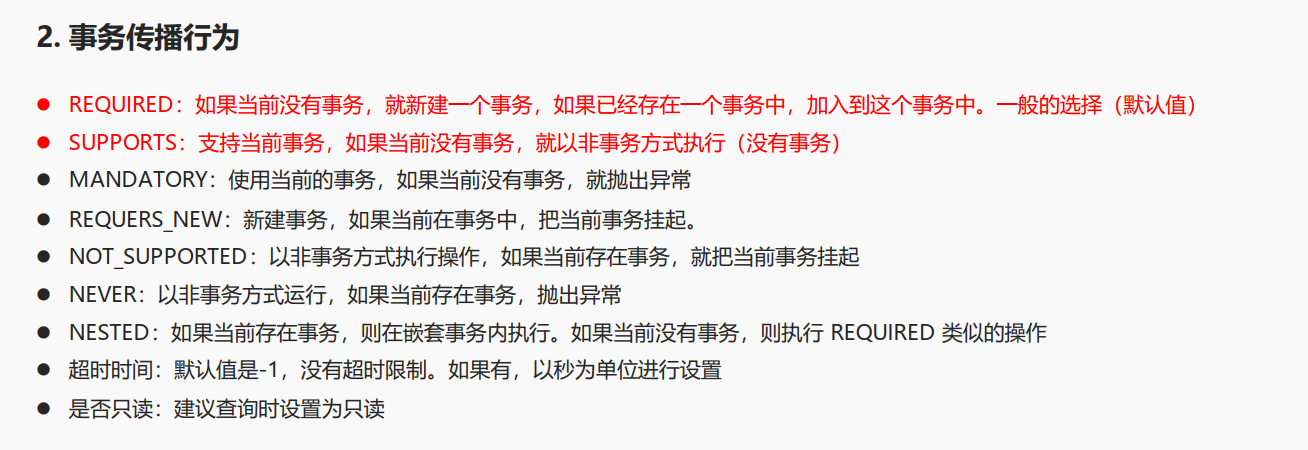 2. 事务传播行为
● REQUIRED：如果当前没有事务，就新建一个事务，如果已经存在一个事务中，加入到这个事务中。一般的选择（默认值）
● SUPPORTS：支持当前事务，如果当前没有事务，就以非事务方式执行（没有事务）
● MANDATORY：使用当前的事务，如果当前没有事务，就抛出异常
● REQUERS_NEW：新建事务，如果当前在事务中，把当前事务挂起。
● NOT_SUPPORTED：以非事务方式执行操作，如果当前存在事务，就把当前事务挂起
● NEVER：以非事务方式运行，如果当前存在事务，抛出异常
● NESTED：如果当前存在事务，则在嵌套事务内执行。如果当前没有事务，则执行 REQUIRED 类似的操作
● 超时时间：默认值是-1，没有超时限制。如果有，以秒为单位进行设置
● 是否只读：建议查询时设置为只读